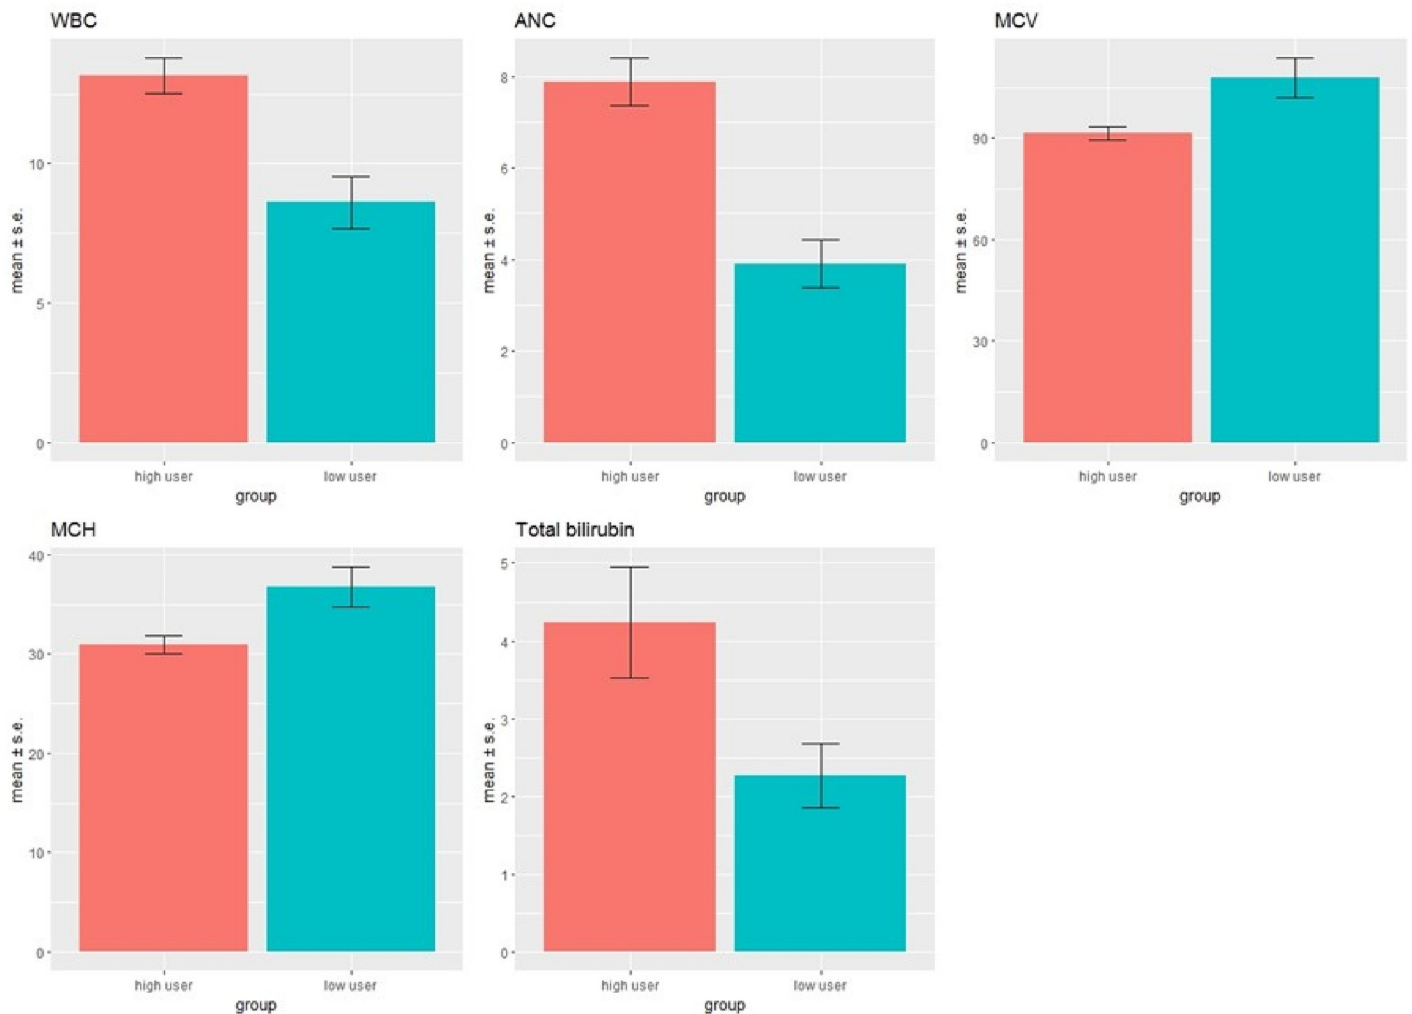 WBC
mean ± s.e.
10
5
0
high user
low user
group
ANC
mean ± s.e.
8
6
4
2
0
high user
low user
group
MCV
mean ± s.e.
90
60
30
0
high user
low user
group
MCH
mean ± s.e.
40
30
20
10
0
high user
low user
group
Total bilirubin
mean ± s.e.
5
4
3
2
1
0
high user
low user
group